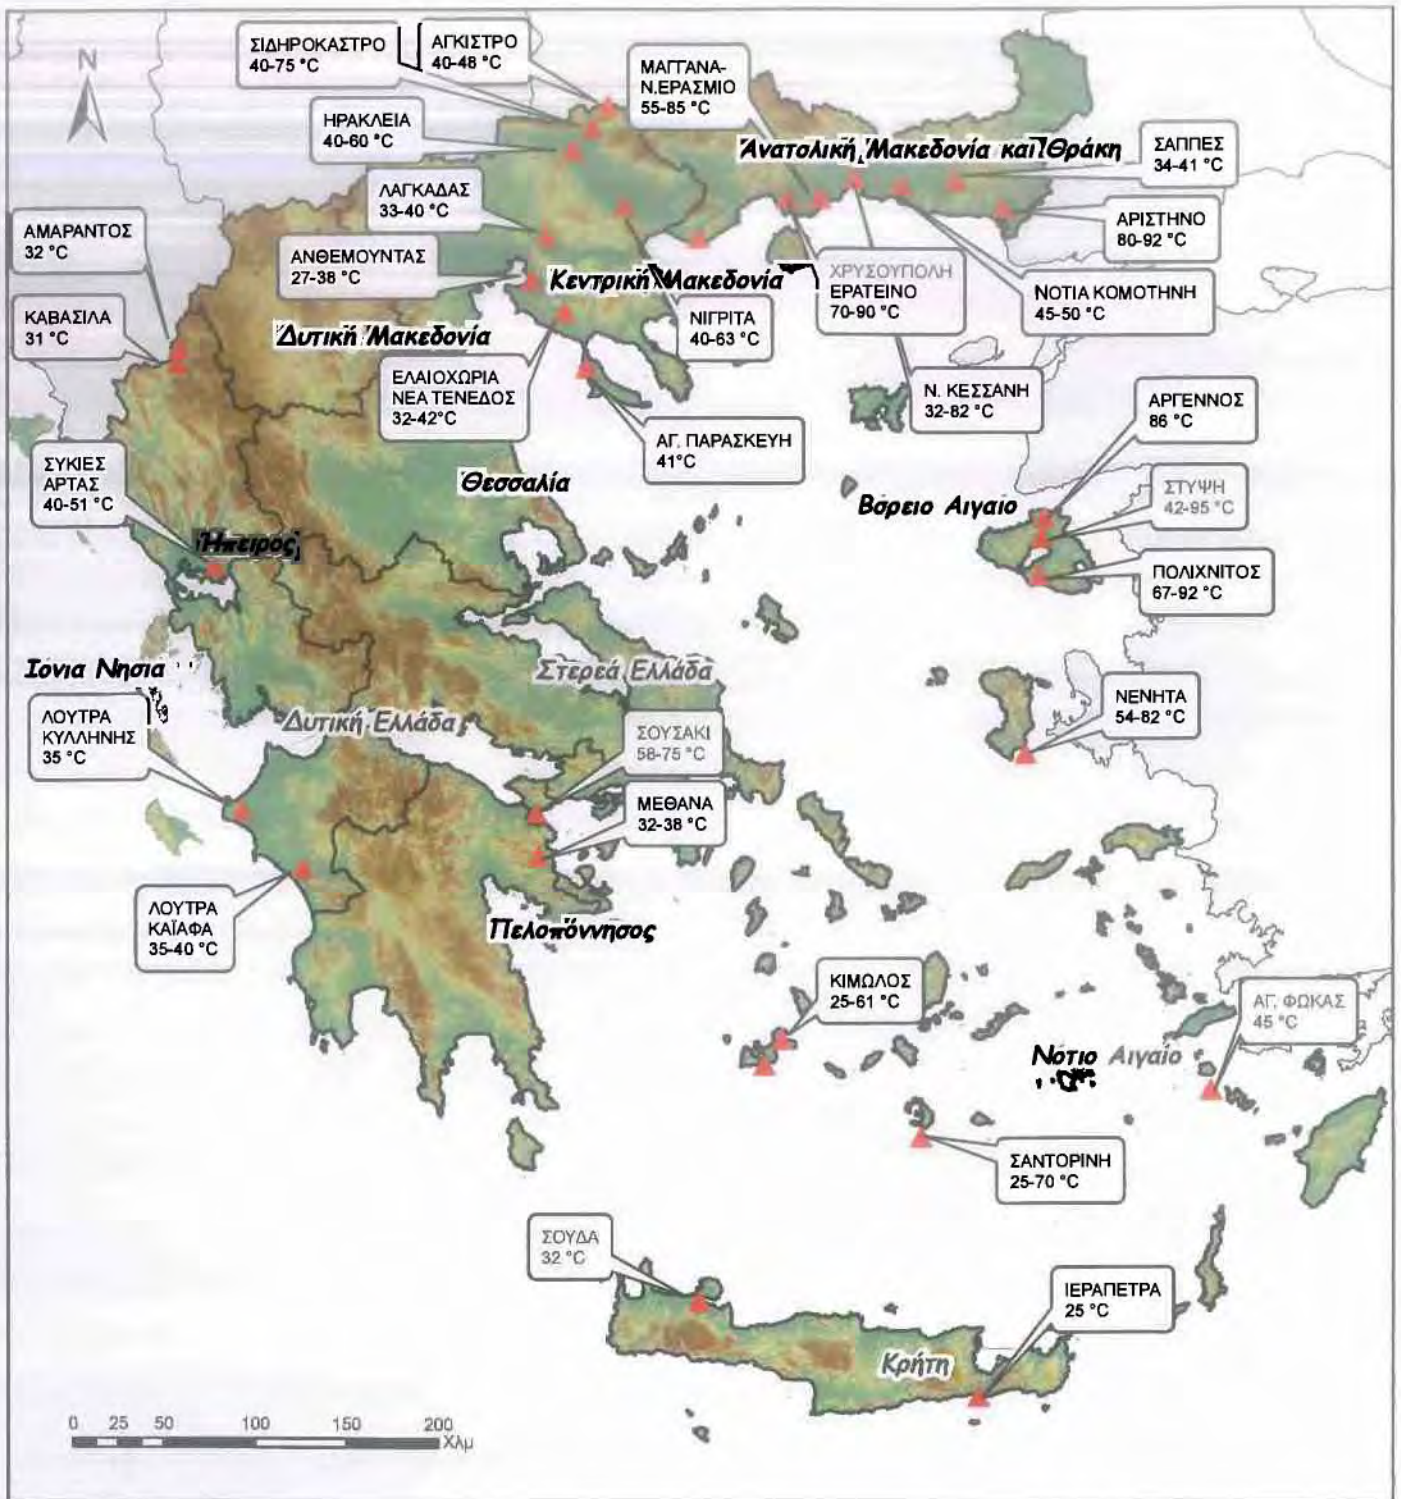 ΣΙΔΗΡΟΚΑΣΤΡΟ
40-75 °C
ΑΓΚΙΣΤΡΟ
40-48 °C
ΜΑΓΓΑΝΑ-
Ν.ΕΡΑΣΜΙΟ
55-85 °C
N
ΗΡΑΚΛΕΙΑ
40-60 °C
Ανατολική Μακεδονία και Θράκη
ΣΑΠΠΕΣ
34-41 °C
ΛΑΓΚΑΔΑΣ
33-40 °C
ΑΜΑΡΑΝΤΟΣ
32 °C
ΑΡΙΣΤΗΝΟ
80-92 °C
ΑΝΘΕΜΟΥΝΤΑΣ
27-38 °C
Κεντρική Μακεδονία
ΧΡΥΣΟΥΠΟΛΗ
ΕΡΑΤΕΙΝΟ
70-90 °C
ΝΟΤΙΑ ΚΟΜΟΤΗΝΗ
45-50 °C
ΚΑΒΑΣΙΛΑ
31 °C
Δυτική Μακεδονία
ΝΙΓΡΙΤΑ
40-63 °C
ΕΛΑΙΟΧΩΡΙΑ
ΝΕΑ ΤΕΝΕΔΟΣ
32-42°C
Ν. ΚΕΣΣΑΝΗ
32-82 °C
ΑΡΓΕΝΝΟΣ
86 °C
ΑΓ. ΠΑΡΑΣΚΕΥΗ
41°C
ΣΥΚΙΕΣ
ΑΡΤΑΣ
40-51 °C
Θεσσαλία
Βόρειο Αιγαίο
ΣΤΥΨΗ
42-95 °C
Ήπειρος
ΠΟΛΙΧΝΙΤΟΣ
67-92 °C
Ιόνια Νησιά
Στερεά Ελλάδα
ΝΕΝΗΤΑ
54-82 °C
ΛΟΥΤΡΑ
ΚΥΛΛΗΝΗΣ
35 °C
Δυτική Ελλάδα
ΣΟΥΣΑΚΙ
58-75 °C
ΜΕΘΑΝΑ
32-38 °C
ΛΟΥΤΡΑ
ΚΑΪΑΦΑ
35-40 °C
Πελοπόννησος
ΚΙΜΩΛΟΣ
25-61 °C
ΑΓ. ΦΩΚΑΣ
45 °C
Νότιο Αιγαίο
ΣΑΝΤΟΡΙΝΗ
25-70 °C
ΣΟΥΔΑ
32 °C
ΙΕΡΑΠΕΤΡΑ
25 °C
Κρήτη
0 25 50 100 150 200
Χλμ